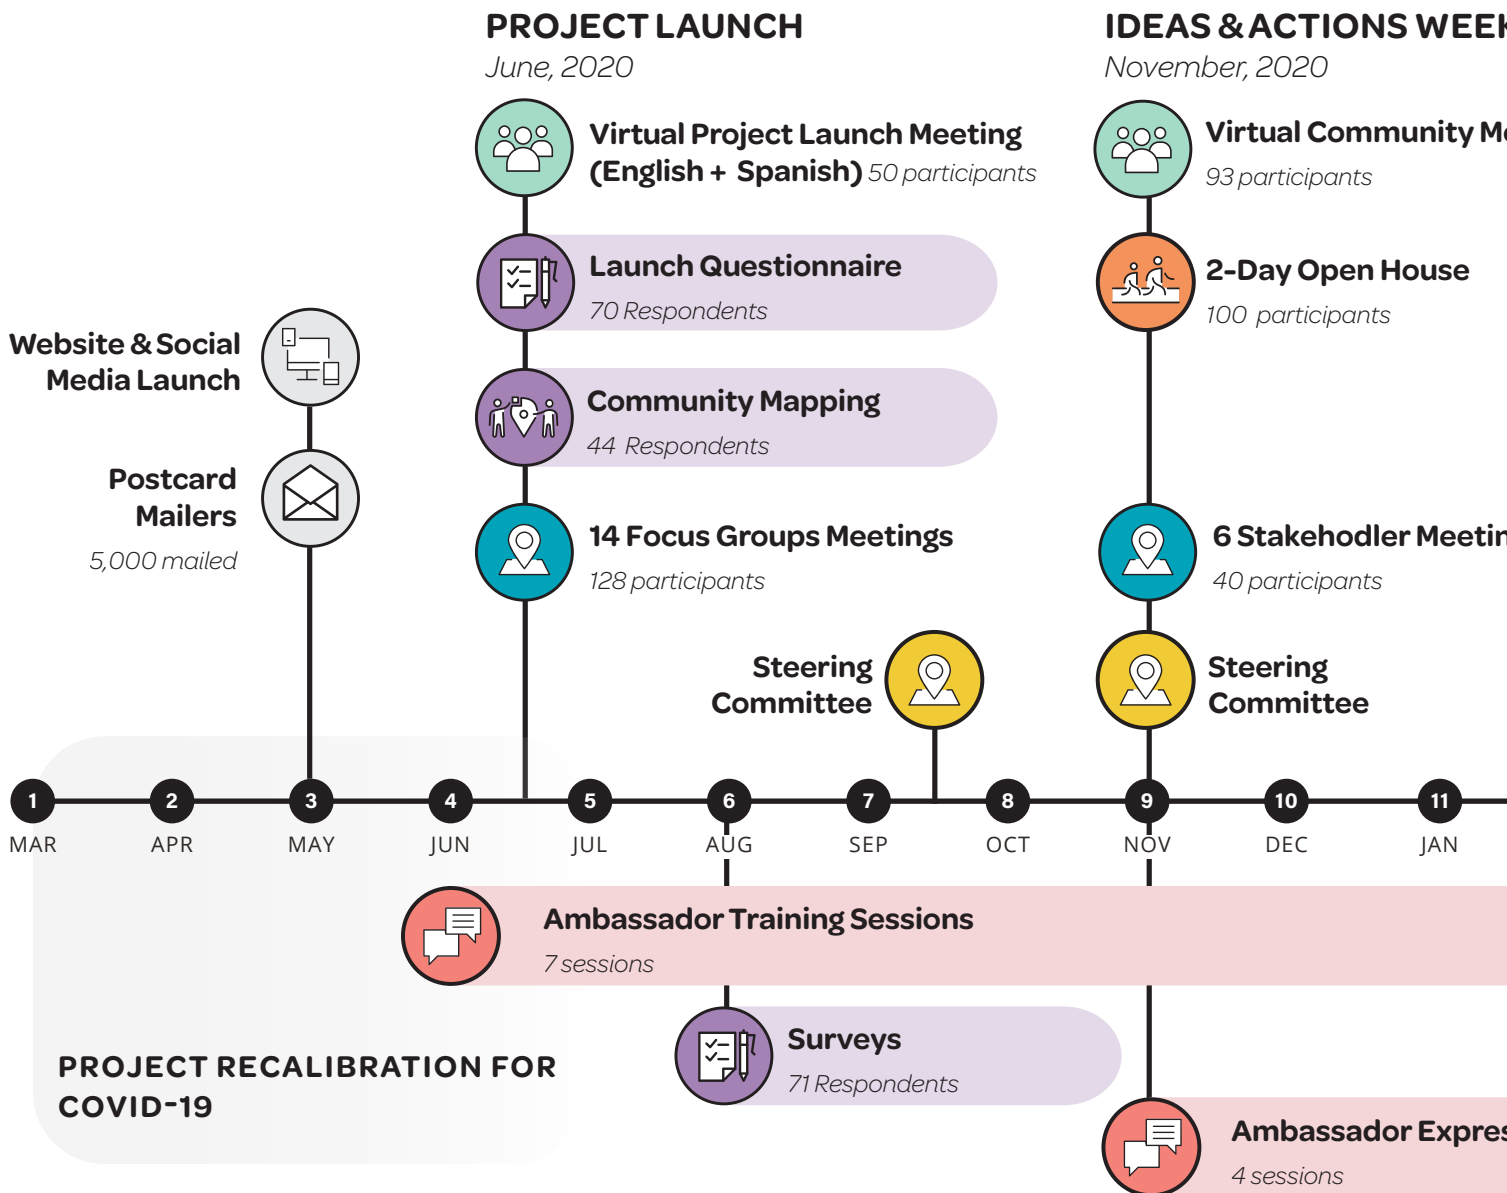 PROJECT LAUNCH
June, 2020
Virtual Project Launch Meeting
(English + Spanish) 50 participants
Launch Questionnaire
70 Respondents
Community Mapping
44 Respondents
14 Focus Groups Meetings
128 participants
Website & Social
Media Launch
Postcard
Mailers
5,000 mailed
Steering
Committee
IDEAS & ACTIONS WEEK
November, 2020
Virtual Community
93 participants
2-Day Open House
100 participants
6 Stakehodler
40 participants
Steering
Committee
1 2 3 4 5 6 7 8 9 10 11
MAR APR MAY JUN JUL AUG SEP OCT NOV DEC JAN
Ambassador Training Sessions
7 sessions
PROJECT RECALIBRATION FOR
COVID-19
Surveys
71 Respondents
Ambassador
4 sessions